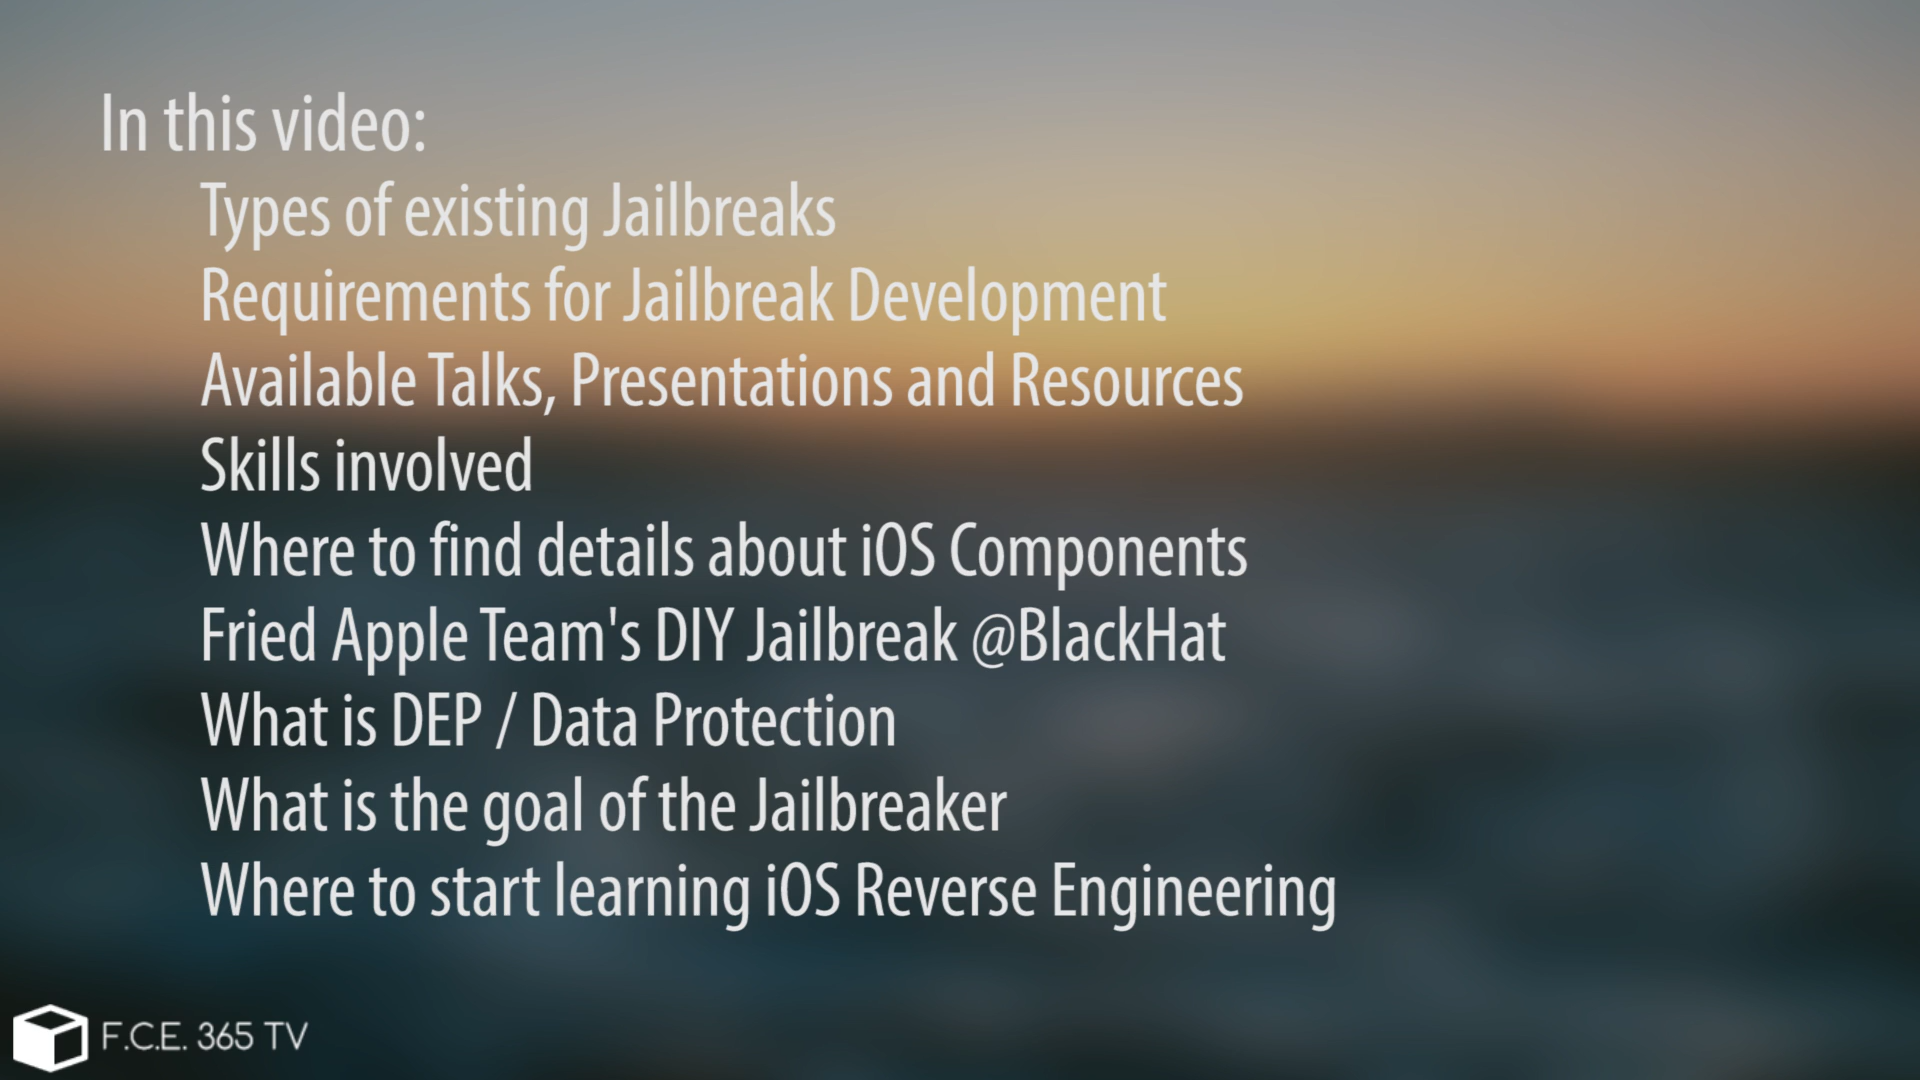 In this video:
Types of existing Jailbreaks
Requirements for Jailbreak Development
Available Talks, Presentations and Resources
Skills involved
Where to find details about iOS Components
Fried Apple Team's DIY Jailbreak @BlackHat
What is DEP / Data Protection
What is the goal of the Jailbreaker
Where to start learning iOS Reverse Engineering
F.C.E. 365 TV